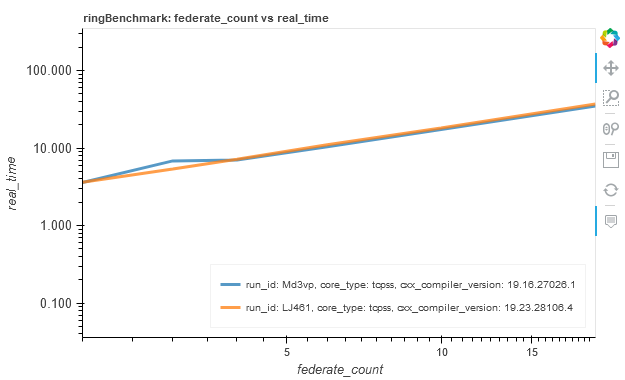 ringBenchmark: federate_count vs real_time
100.000
10.000
1.000
0.100
real_time
run_id: Md3vp, core_type: tcpss, cxx_compiler_version: 19.16.27026.1
run_id: LJ461, core_type: tcpss, cxx_compiler_version: 19.23.28106.4
5
10
15
federate_count